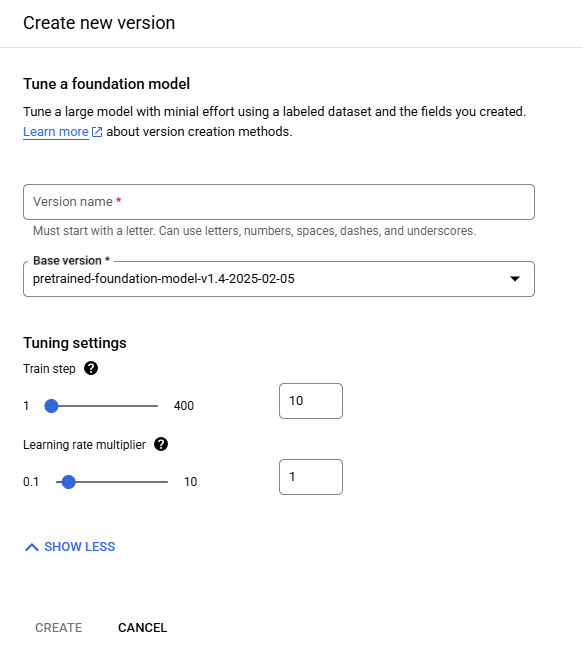 Create new version
Tune a foundation model
Tune a large model with minial effort using a labeled dataset and the fields you created.
Learn more about version creation methods.
Version name *
Must start with a letter. Can use letters, numbers, spaces, dashes, and underscores.
Base version *
pretrained-foundation-model-v1.4-2025-02-05
Tuning settings
Train step ?
1 400 10
Learning rate multiplier ?
0.1 10 1
SHOW LESS
CREATE CANCEL